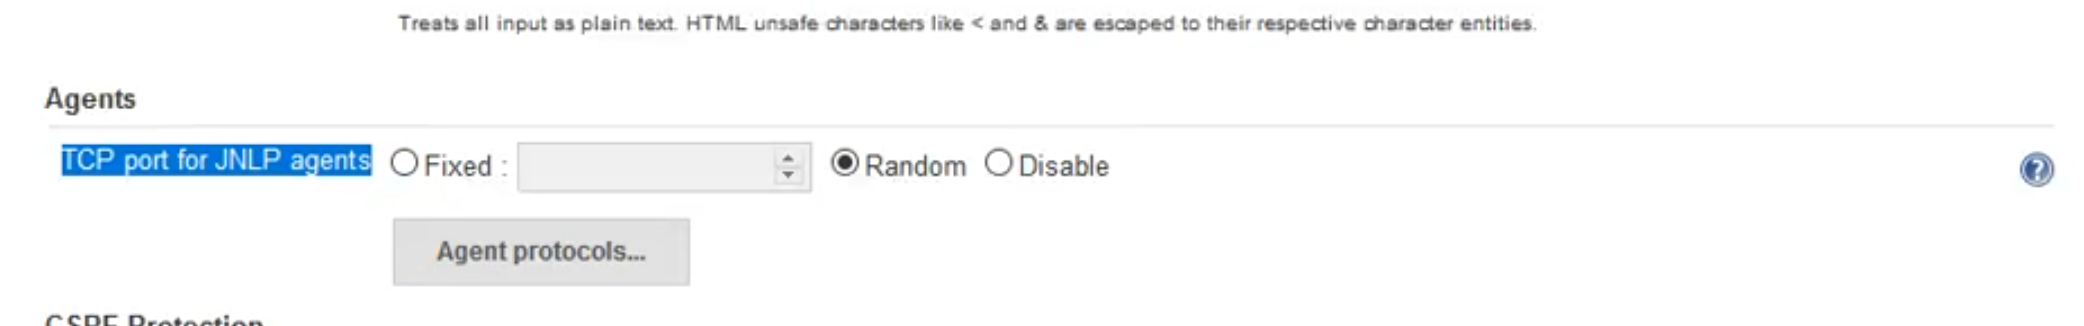 Treats all input as plain text. HTML unsafe characters like < and & are escaped to their respective character entities.
Agents
TCP port for JNLP agents Fixed : Random Disable ?
Agent protocols...
CSRF Protection